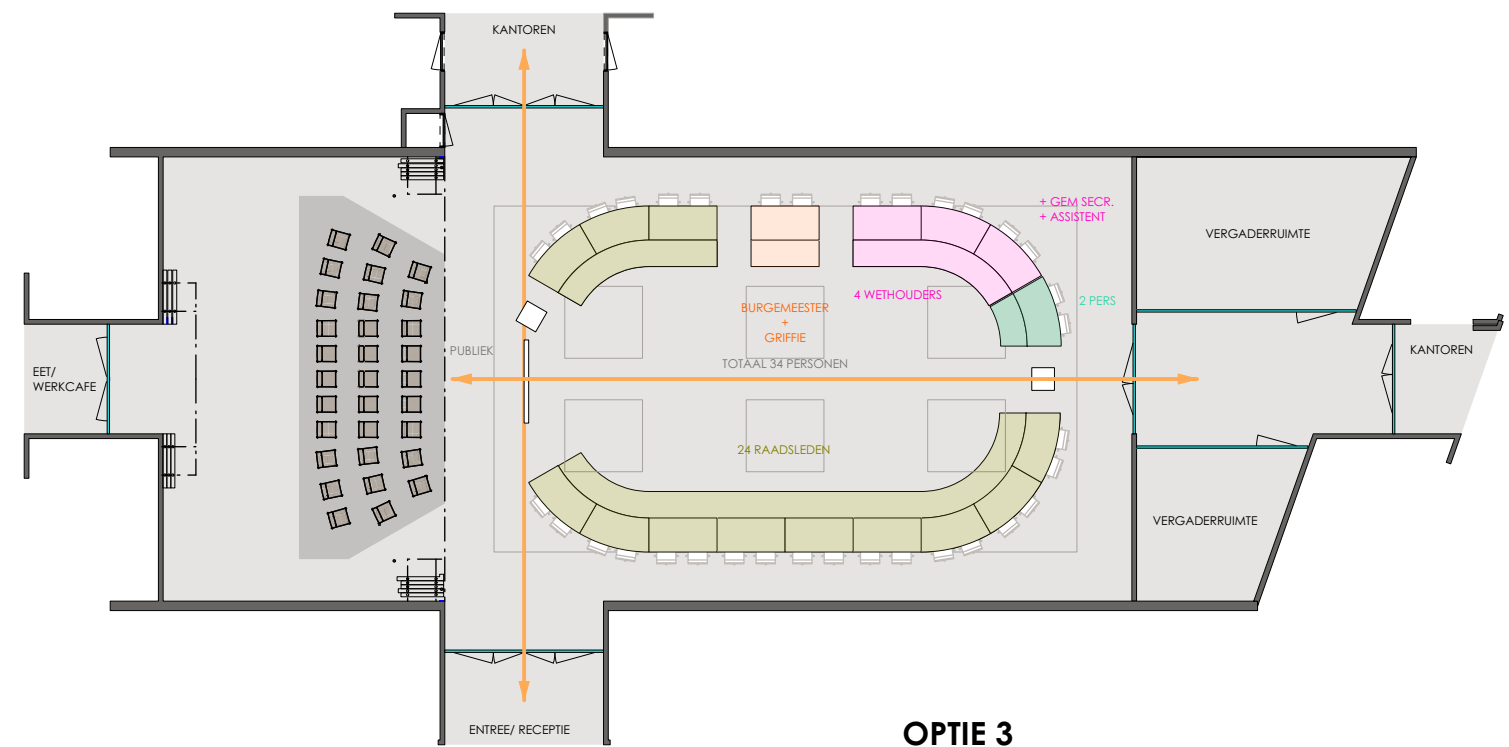 KANTOREN
+ GEM SECR.
+ ASSISTENT
VERGADERRUIMTE
4 WETHOUDERS
2 PERS
BURGEMEESTER
+
GRIFFIE
PUBLIEK
TOTAAL 34 PERSONEN
KANTOREN
EET/
WERKCAFE
24 RAADSLEDEN
VERGADERRUIMTE
ENTREE/ RECEPTIE
OPTIE 3